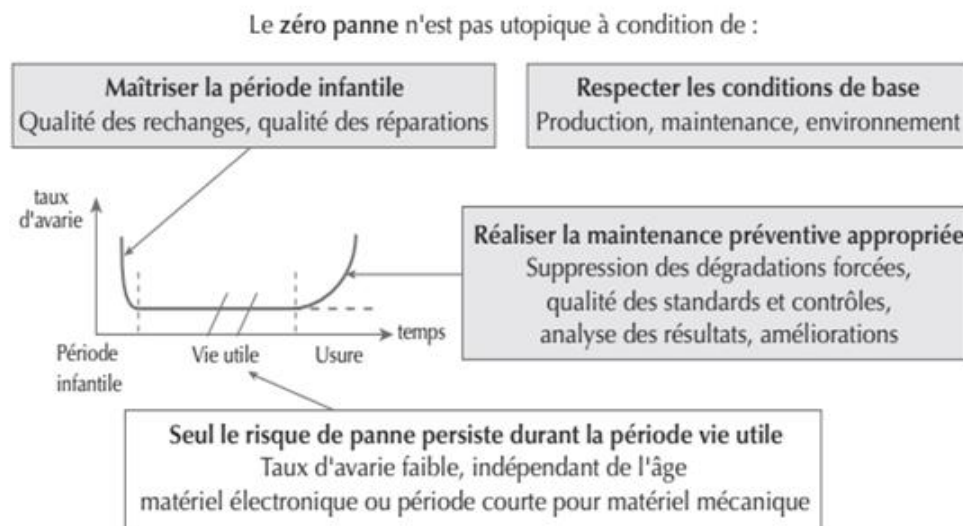 Le zéro panne n'est pas utopique à condition de :
Maîtriser la période infantile
Qualité des rechanges, qualité des réparations
Respecter les conditions de base
Production, maintenance, environnement
taux
d'avarie
Réaliser la maintenance préventive appropriée
Suppression des dégradations forcées,
qualité des standards et contrôles,
analyse des résultats, améliorations
temps
Période
infantile
Vie utile
Usure
Seul le risque de panne persiste durant la période vie utile
Taux d'avarie faible, indépendant de l'âge
matériel électronique ou période courte pour matériel mécanique